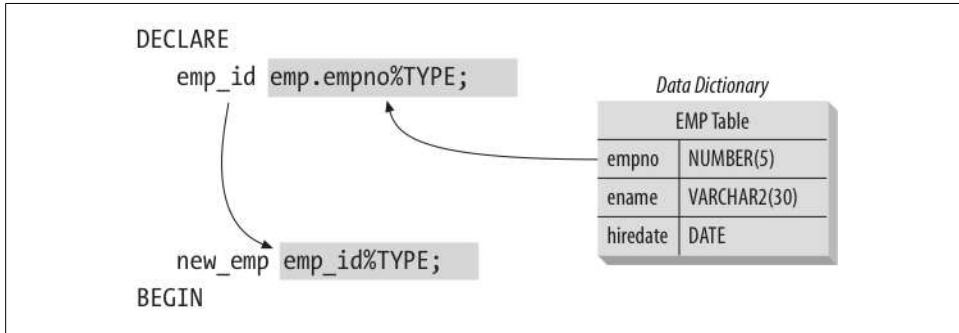 DECLARE
emp_id emp.empno%TYPE;
Data Dictionary
EMP Table
empno NUMBER(5)
ename VARCHAR2(30)
hiredate DATE
new_emp emp_id%TYPE;
BEGIN